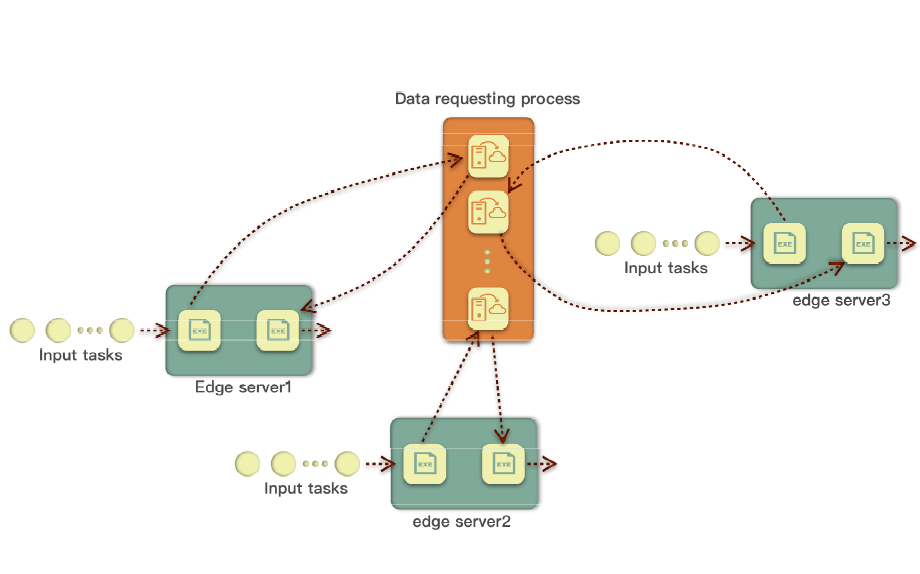 Data requesting process
EXE
EXE
Input tasks
edge server3
EXE
EXE
Input tasks
Edge server1
EXE
EXE
Input tasks
edge server2